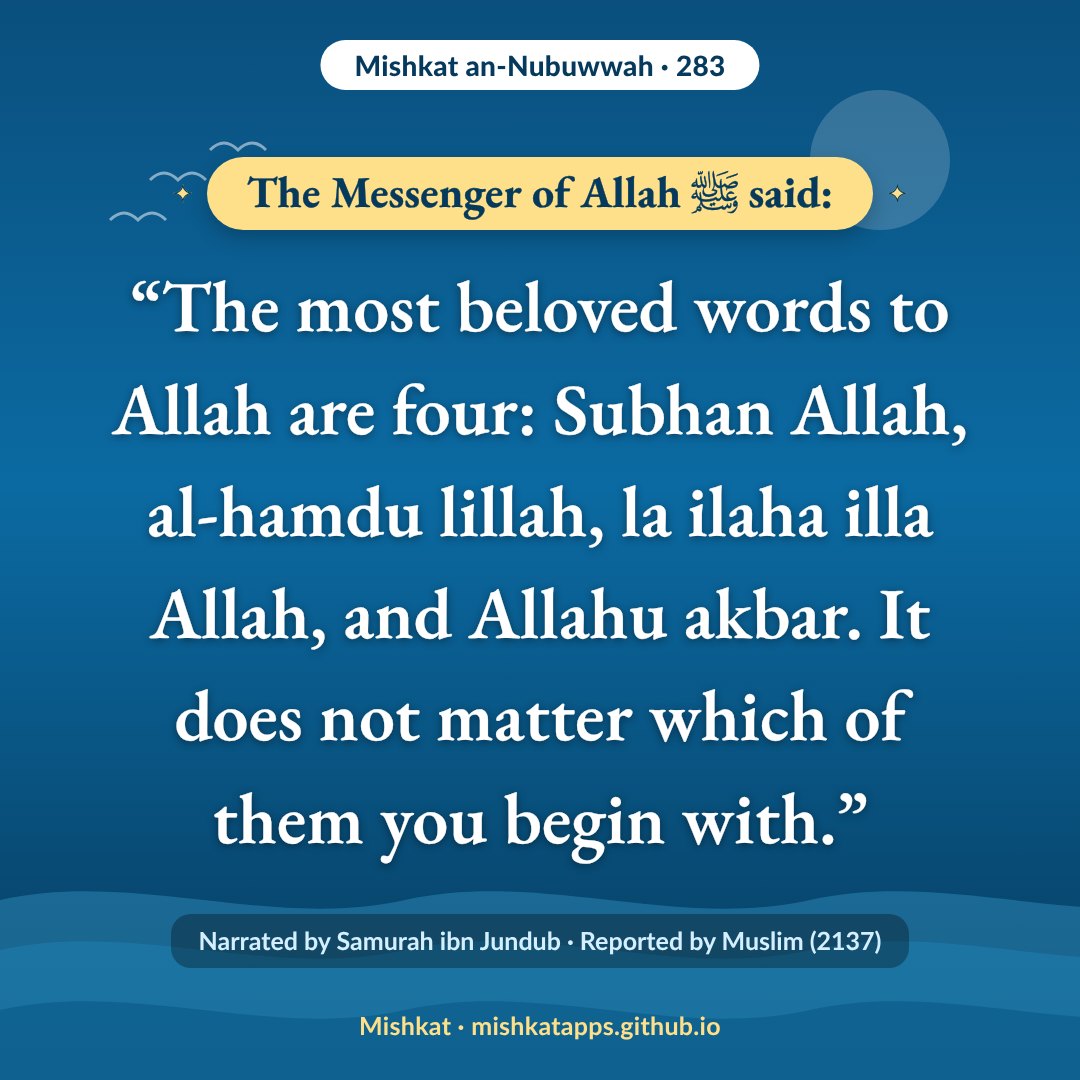 Mishkat an-Nubuwwah · 283
The Messenger of Allah ﷺ said:
“The most beloved words to
Allah are four: Subhan Allah,
al-hamdu lillah, la ilaha illa
Allah, and Allahu akbar. It
does not matter which of
them you begin with.”
Narrated by Samurah ibn Jundub · Reported by Muslim (2137)
Mishkat · mishkatapps.github.io